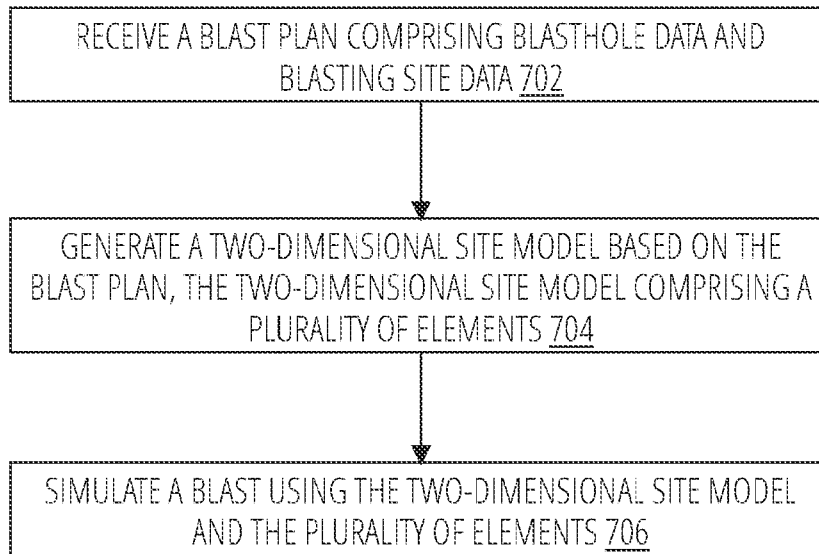 RECEIVE A BLAST PLAN COMPRISING BLASTHOLE DATA AND
BLASTING SITE DATA 702
GENERATE A TWO-DIMENSIONAL SITE MODEL BASED ON THE
BLAST PLAN, THE TWO-DIMENSIONAL SITE MODEL COMPRISING A
PLURALITY OF ELEMENTS 704
SIMULATE A BLAST USING THE TWO-DIMENSIONAL SITE MODEL
AND THE PLURALITY OF ELEMENTS 706